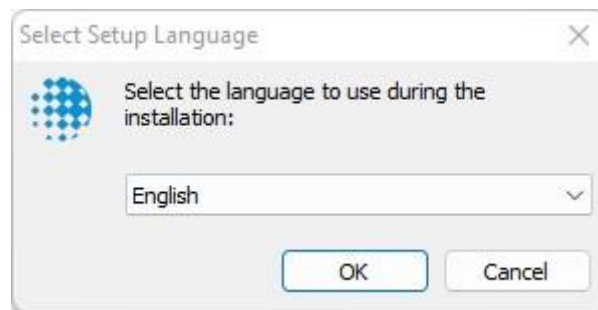 Select Setup Language
Select the language to use during the
installation:
English
OK
Cancel